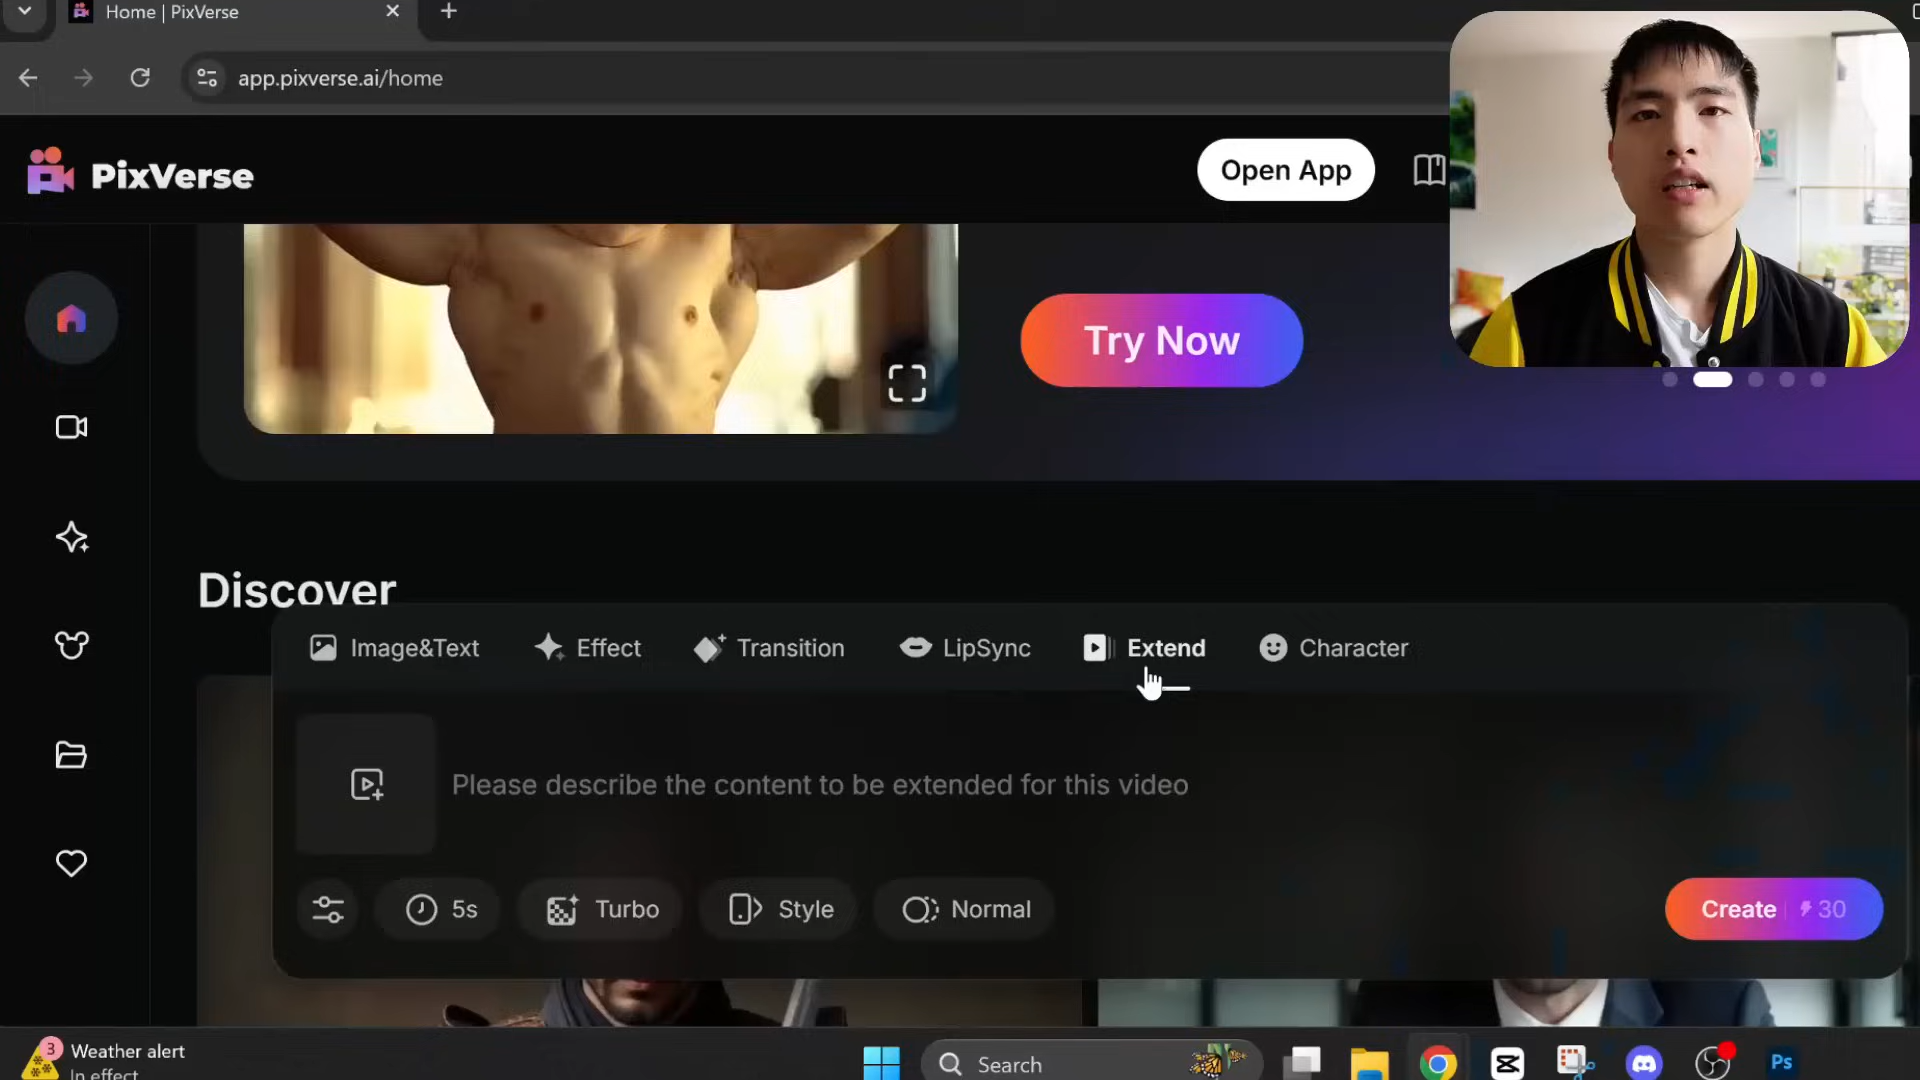 Home | PixVerse
app.pixverse.ai/home
PixVerse
Open App
Try Now
Discover
Image&Text
Effect
Transition
LipSync
Extend
Character
Please describe the content to be extended for this video
5s
Turbo
Style
Normal
Create
30
3
Weather alert
In effect
Search
Ps